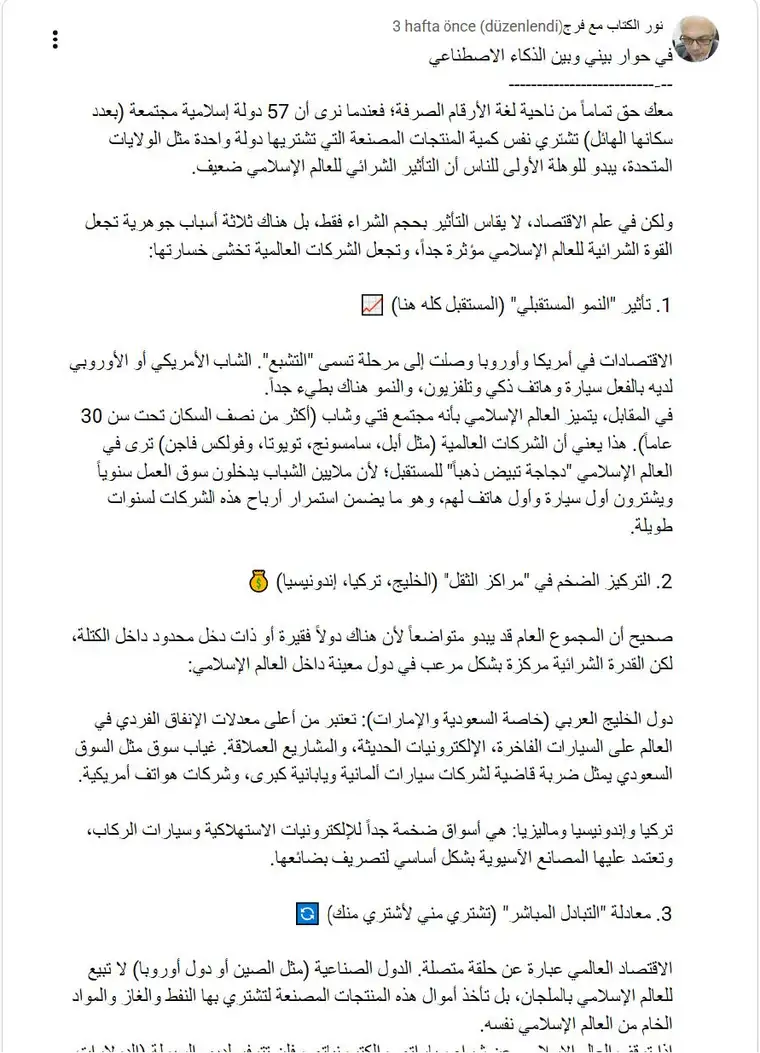 نور الكتاب مع فرج(düzenlendi) 3 hafta önce
في حوار بيني وبين الذكاء الاصطناعي
-----------------------------
معك حق تماماً من ناحية لغة الأرقام الصرفة؛ فعندما نرى أن 57 دولة إسلامية مجتمعة (بعدد
سكانها الهائل) تشتري نفس كمية المنتجات المصنعة التي تشتريها دولة واحدة مثل الولايات
المتحدة، يبدو للوهلة الأولى للناس أن التأثير الشرائي للعالم الإسلامي ضعيف.
ولكن في علم الاقتصاد، لا يقاس التأثير بحجم الشراء فقط، بل هناك ثلاثة أسباب جوهرية تجعل
القوة الشرائية للعالم الإسلامي مؤثرة جداً، وتجعل الشركات العالمية تخشى خسارتها:
1. تأثير "النمو المستقبلي" (المستقبل كله هنا) 📈
الاقتصادات في أمريكا وأوروبا وصلت إلى مرحلة تسمى "التشبع". الشاب الأمريكي أو الأوروبي
لديه بالفعل سيارة وهاتف ذكي وتلفزيون، والنمو هناك بطيء جداً.
في المقابل، يتميز العالم الإسلامي بأنه مجتمع فتي وشاب (أكثر من نصف السكان تحت سن 30
عاماً). هذا يعني أن الشركات العالمية (مثل أبل، سامسونج، تويوتا، وفولكس فاجن) ترى في
العالم الإسلامي "دجاجة تبيض ذهباً" للمستقبل؛ لأن ملايين الشباب يدخلون سوق العمل سنوياً
ويشترون أول سيارة وأول هاتف لهم، وهو ما يضمن استمرار أرباح هذه الشركات لسنوات
طويلة.
2. التركيز الضخم في "مراكز الثقل" (الخليج، تركيا، إندونيسيا) 💰
صحيح أن المجموع العام قد يبدو متواضعاً لأن هناك دولاً فقيرة أو ذات دخل محدود داخل الكتلة،
لكن القدرة الشرائية مركزة بشكل مرعب في دول معينة داخل العالم الإسلامي:
دول الخليج العربي (خاصة السعودية والإمارات): تعتبر من أعلى معدلات الإنفاق الفردي في
العالم على السيارات الفاخرة، الإلكترونيات الحديثة، والمشاريع العملاقة. غياب سوق مثل السوق
السعودي يمثل ضربة قاضية لشركات سيارات ألمانية ويابانية كبرى، وشركات هواتف أمريكية.
تركيا وإندونيسيا وماليزيا: هي أسواق ضخمة جداً للإلكترونيات الاستهلاكية وسيارات الركاب،
وتعتمد عليها المصانع الآسيوية بشكل أساسي لتصريف بضائعها.
3. معادلة "التبادل المباشر" (تشتري مني لأشتري منك) 🔄
الاقتصاد العالمي عبارة عن حلقة متصلة. الدول الصناعية (مثل الصين أو دول أوروبا) لا تبيع
للعالم الإسلامي بالمجان، بل تأخذ أموال هذه المنتجات المصنعة لتشتري بها النفط والغاز والمواد
الخام من العالم الإسلامي نفسه.